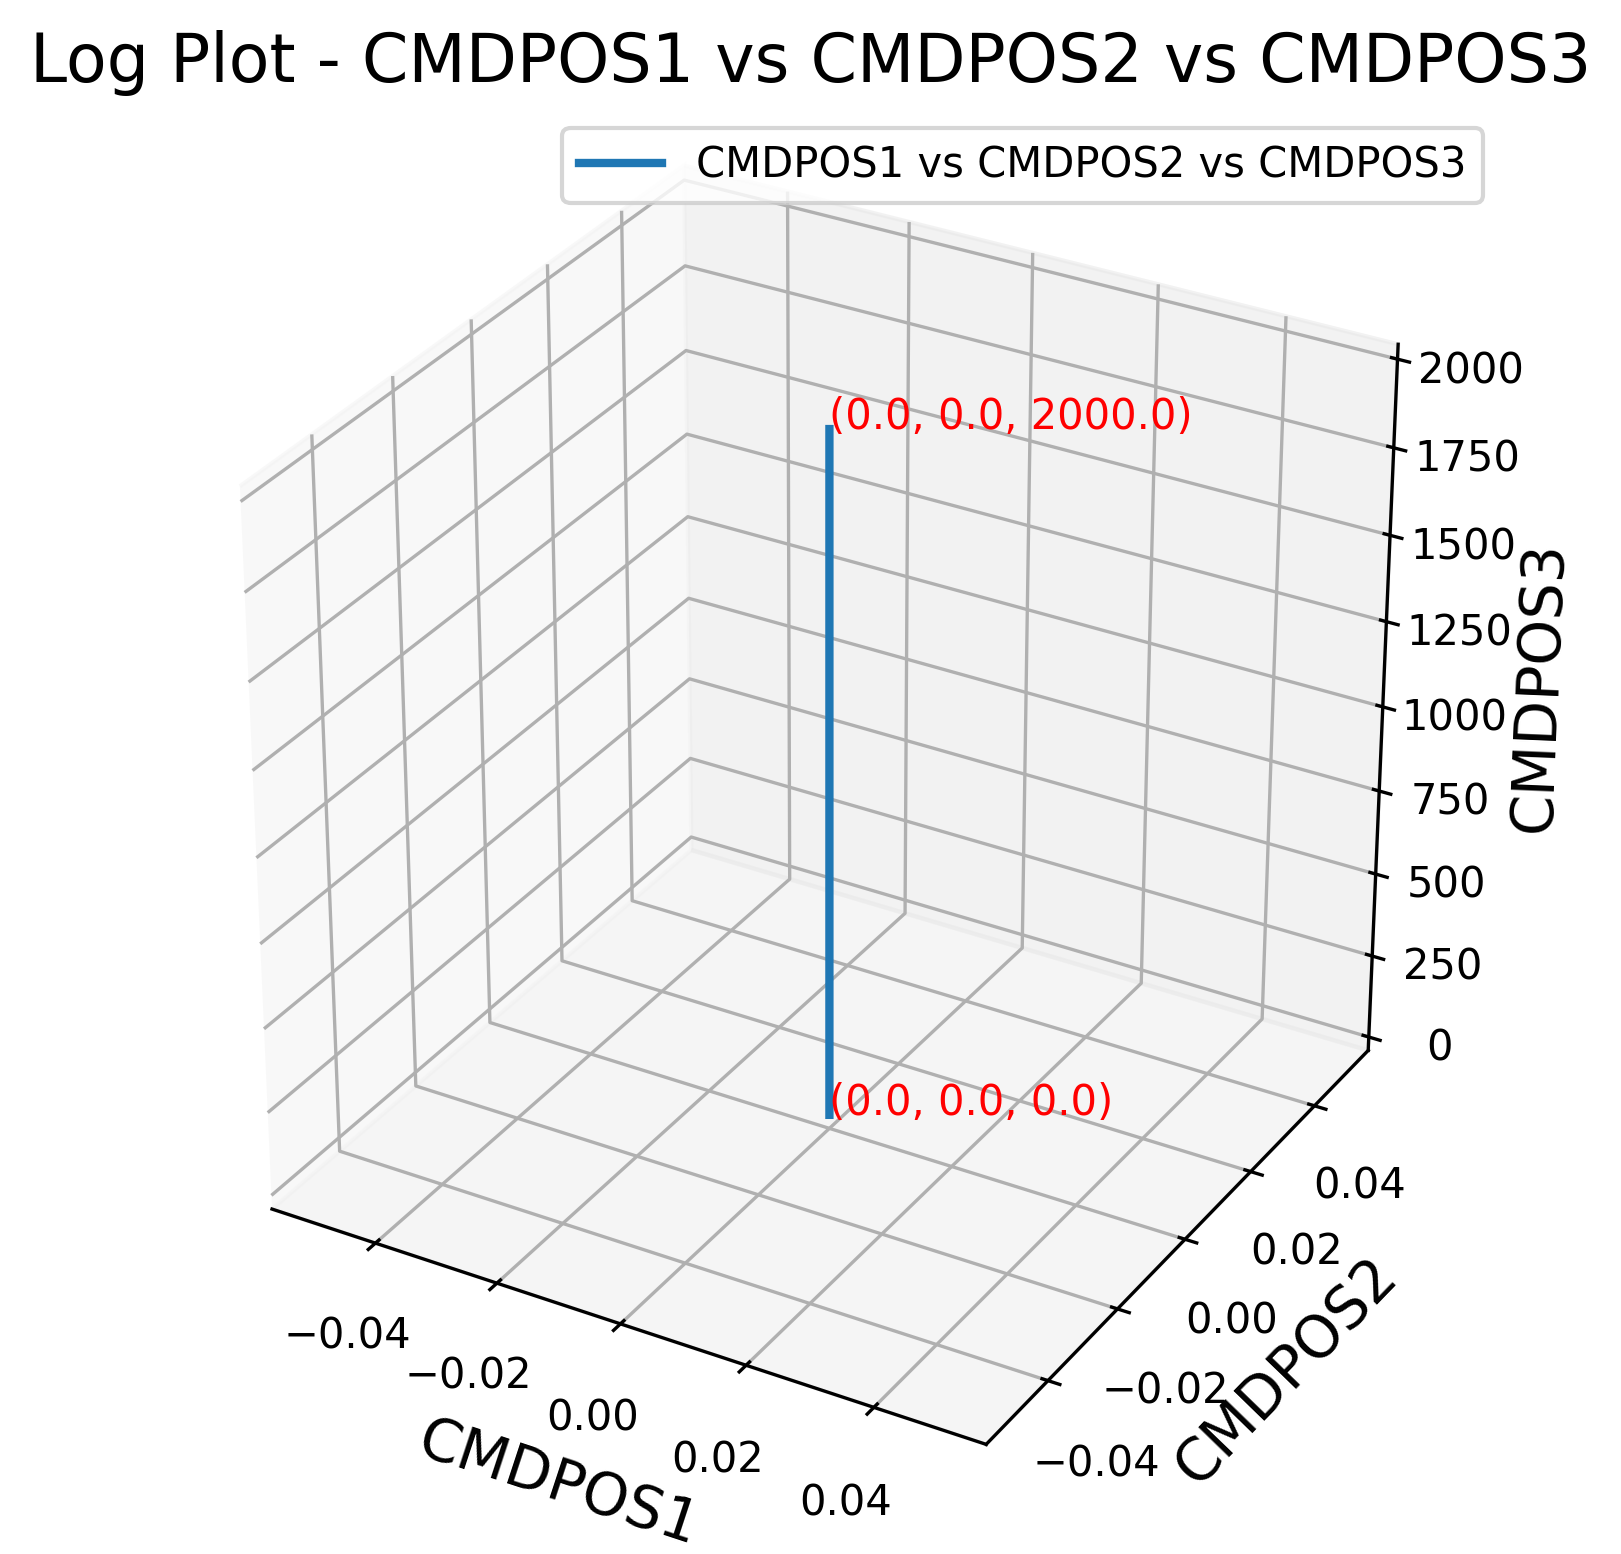 Log Plot - CMDPOS1 vs CMDPOS2 vs CMDPOS3
CMDPOS1 vs CMDPOS2 vs CMDPOS3
(0.0, 0.0, 2000.0)
(0.0, 0.0, 0.0)
2000
1750
1500
1250
1000
750
500
250
0
CMDPOS3
0.04
0.02
0.00
−0.02
−0.04
CMDPOS2
−0.04
−0.02
0.00
0.02
0.04
CMDPOS1